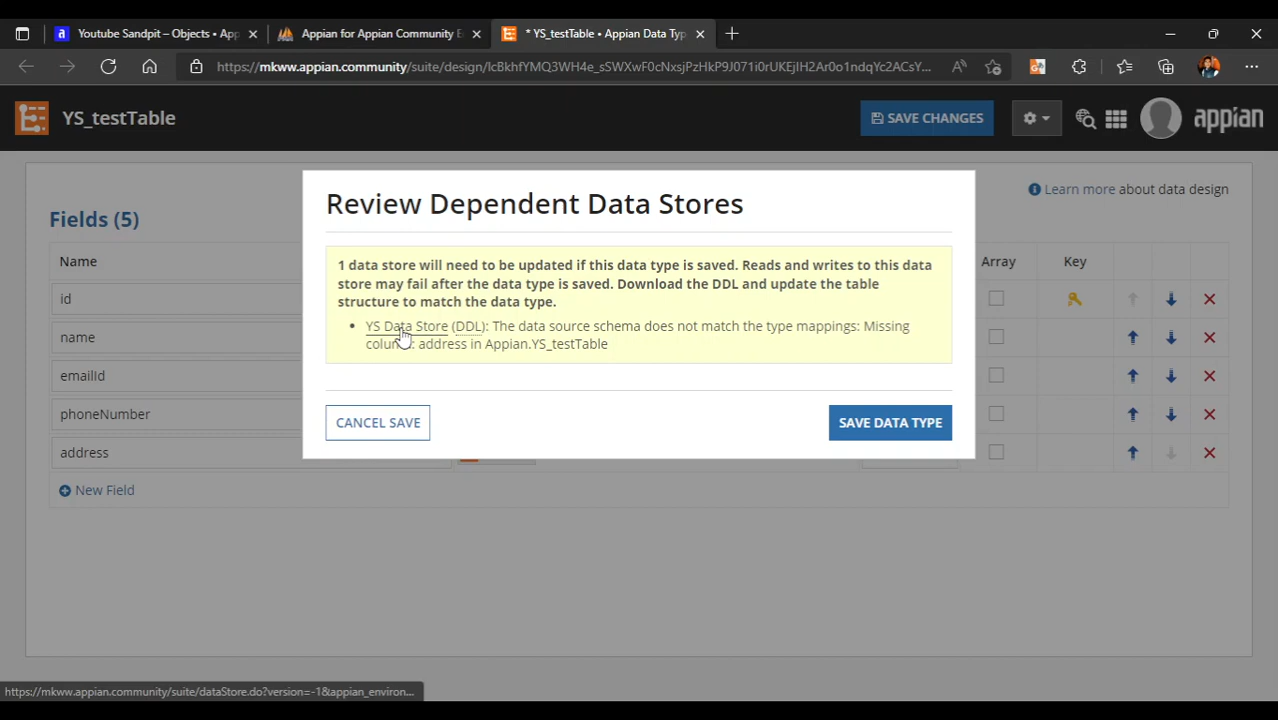 Youtube Sandpit – Objects • App
Appian for Appian Community E
* YS_testTable • Appian Data Typ
https://mkww.appian.community/suite/design/lcBkhfYMQ3WH4e_sSWXwF0cNxsjPzHkP9J071i0rUKEjIH2Ar0o1ndqYc2ACsY...
YS_testTable
SAVE CHANGES
appian
Learn more about data design
Fields (5)
Name
Array
Key
id
name
emailId
phoneNumber
address
New Field
Review Dependent Data Stores
1 data store will need to be updated if this data type is saved. Reads and writes to this data
store may fail after the data type is saved. Download the DDL and update the table
structure to match the data type.
• YS Data Store (DDL): The data source schema does not match the type mappings: Missing
column: address in Appian.YS_testTable
CANCEL SAVE
SAVE DATA TYPE
https://mkww.appian.community/suite/dataStore.do?version=-1&appian_environ...